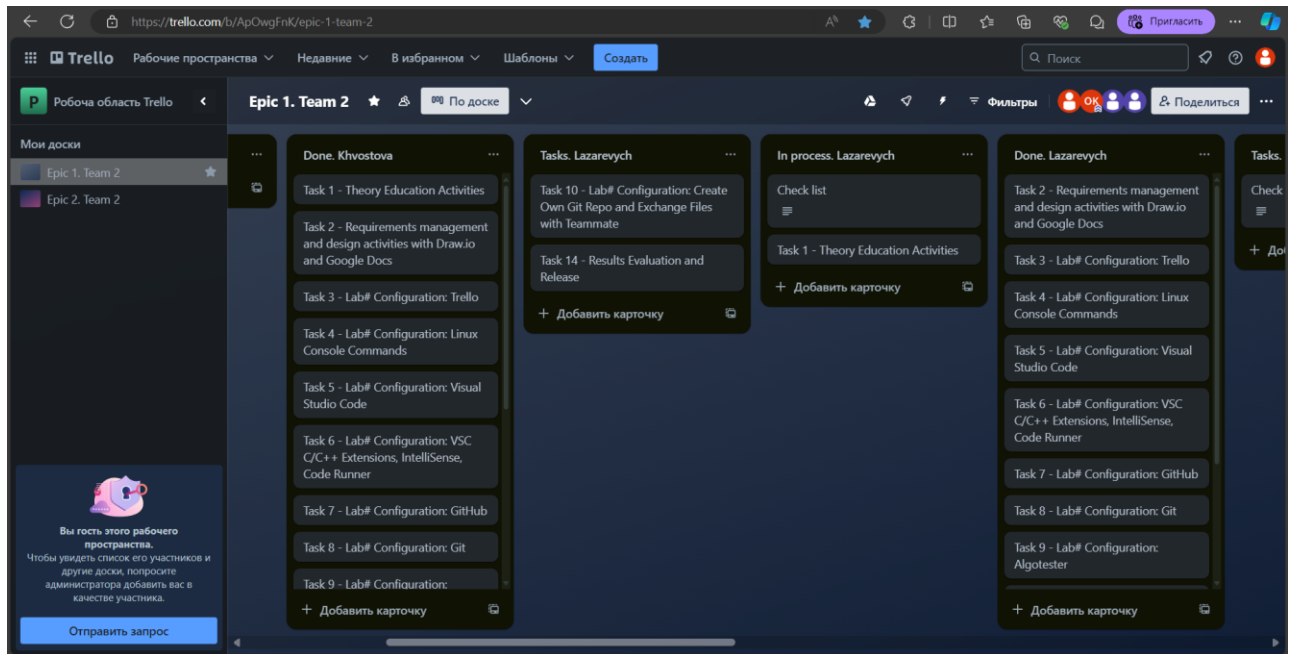 https://trello.com/b/ApOwgFnK/epic-1-team-2
Пригласить
Trello
Рабочие пространства
Недавние
В избранном
Шаблоны
Создать
Поиск
Р
Робоча область Trello
Epic 1. Team 2
По доске
Фильтры
OK
Поделиться
Мои доски
Epic 1. Team 2
Epic 2. Team 2
Вы гость этого рабочего
пространства.
Чтобы увидеть список его участников и
другие доски, попросите
администратора добавить вас в
качестве участника.
Отправить запрос
Done. Khvostova
Task 1 - Theory Education Activities
Task 2 - Requirements management
and design activities with Draw.io
and Google Docs
Task 3 - Lab# Configuration: Trello
Task 4 - Lab# Configuration: Linux
Console Commands
Task 5 - Lab# Configuration: Visual
Studio Code
Task 6 - Lab# Configuration: VSC
C/C++ Extensions, IntelliSense,
Code Runner
Task 7 - Lab# Configuration: GitHub
Task 8 - Lab# Configuration: Git
Task 9 - Lab# Configuration:
+ Добавить карточку
Tasks. Lazarevych
Task 10 - Lab# Configuration: Create
Own Git Repo and Exchange Files
with Teammate
Task 14 - Results Evaluation and
Release
+ Добавить карточку
In process. Lazarevych
Check list
Task 1 - Theory Education Activities
+ Добавить карточку
Done. Lazarevych
Task 2 - Requirements management
and design activities with Draw.io
and Google Docs
Task 3 - Lab# Configuration: Trello
Task 4 - Lab# Configuration: Linux
Console Commands
Task 5 - Lab# Configuration: Visual
Studio Code
Task 6 - Lab# Configuration: VSC
C/C++ Extensions, IntelliSense,
Code Runner
Task 7 - Lab# Configuration: GitHub
Task 8 - Lab# Configuration: Git
Task 9 - Lab# Configuration:
Algotester
+ Добавить карточку
Tasks.
Check
+ До